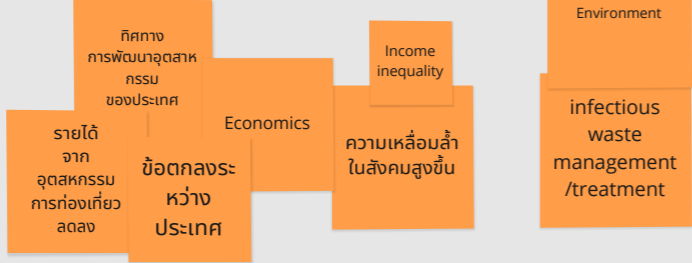 ทิศทาง
การพัฒนาอุตสาห
กรรม
ของประเทศ
รายได้
จาก
อุตสหกรรม
การท่องเที่ยว
ลดลง
Economics
ข้อตกลงระ
หว่าง
ประเทศ
Income
inequality
ความเหลื่อมล้ำ
ในสังคมสูงขึ้น
Environment
infectious
waste
management
/treatment